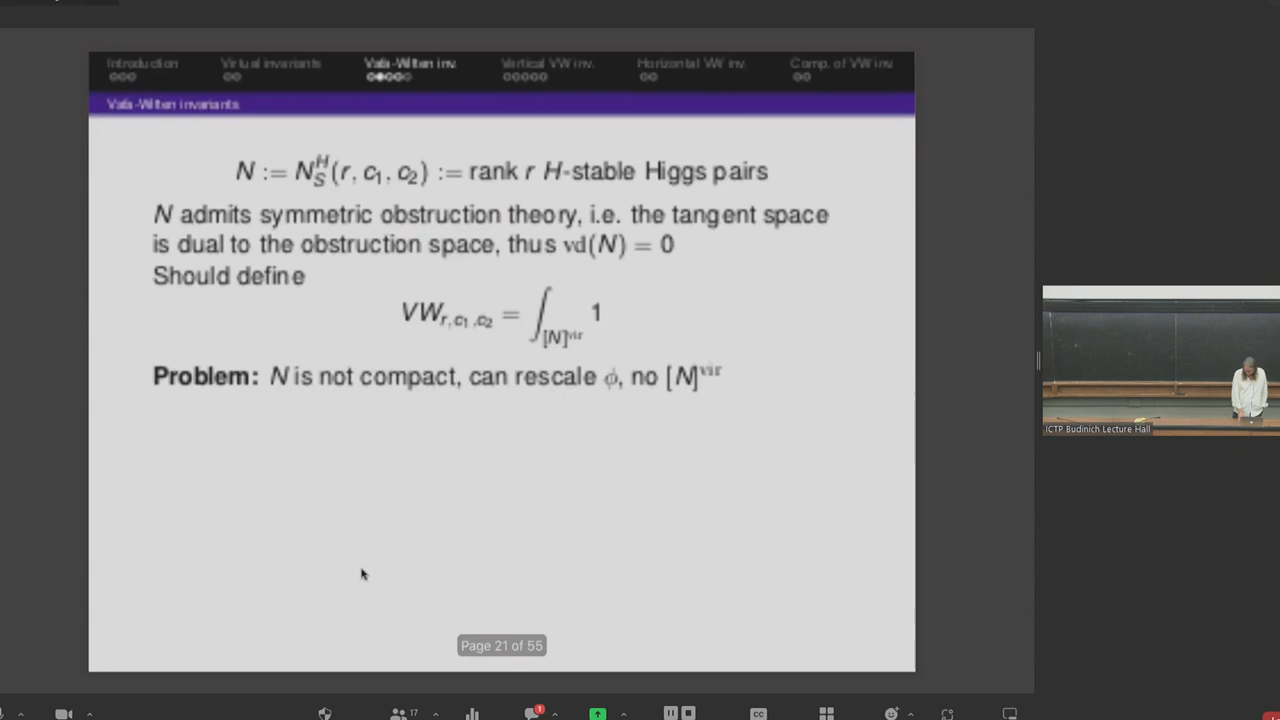 Introduction Virtual invariants Vafa-Witten inv. Vertical VW inv. Horizontal VW inv. Comp. of VW inv.
Vafa-Witten invariants
N := N_S^H(r, c_1, c_2) := rank r H-stable Higgs pairs
N admits symmetric obstruction theory, i.e. the tangent space
is dual to the obstruction space, thus vd(N) = 0
Should define
VW_{r,c_1,c_2} = ∫_{[N]^{vir}} 1
Problem: N is not compact, can rescale ϕ, no [N]^{vir}
Page 21 of 55
ICTP Budinich Lecture Hall
17
1
CC